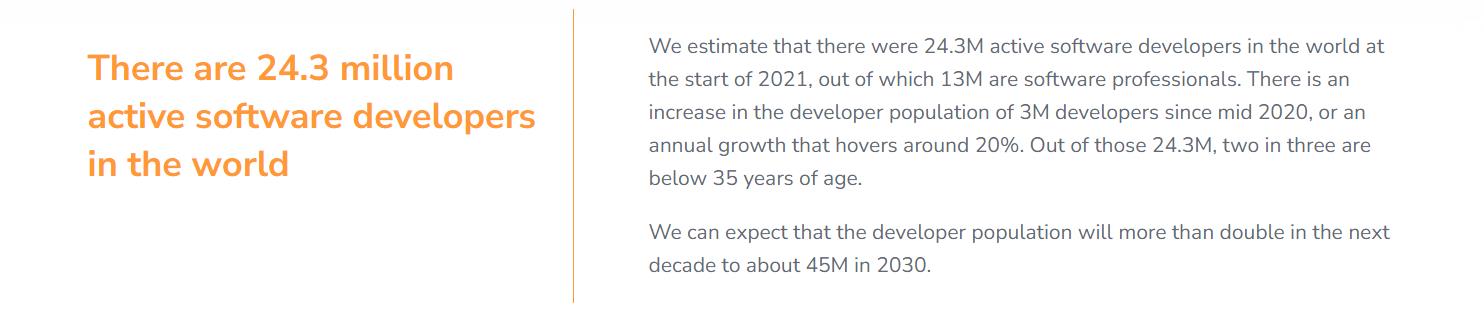 There are 24.3 million
active software developers
in the world
We estimate that there were 24.3M active software developers in the world at
the start of 2021, out of which 13M are software professionals. There is an
increase in the developer population of 3M developers since mid 2020, or an
annual growth that hovers around 20%. Out of those 24.3M, two in three are
below 35 years of age.
We can expect that the developer population will more than double in the next
decade to about 45M in 2030.